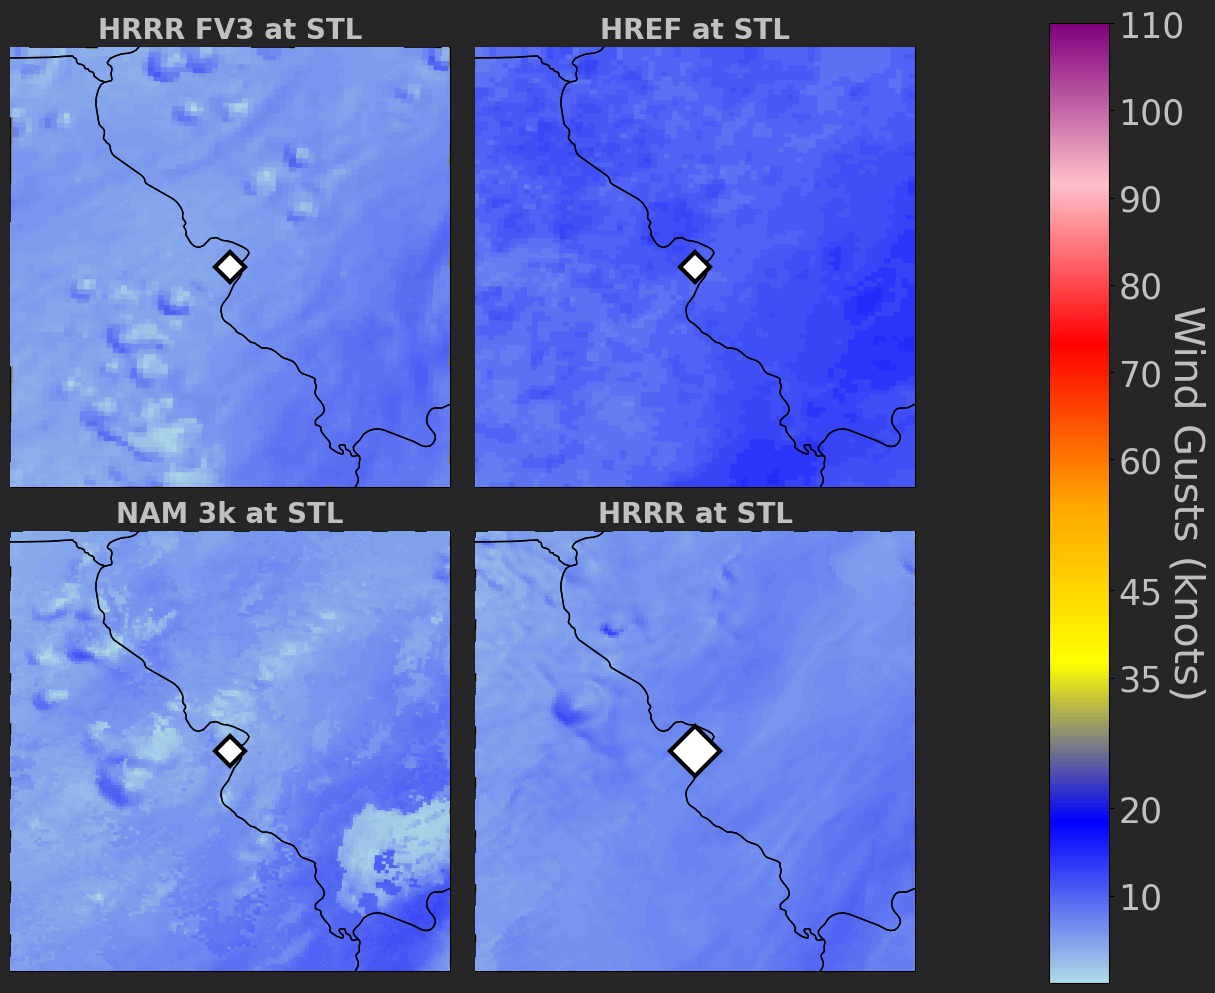 HRRR FV3 at STL
HREF at STL
NAM 3k at STL
HRRR at STL
110
100
90
80
70
60
45
35
20
10
Wind Gusts (knots)